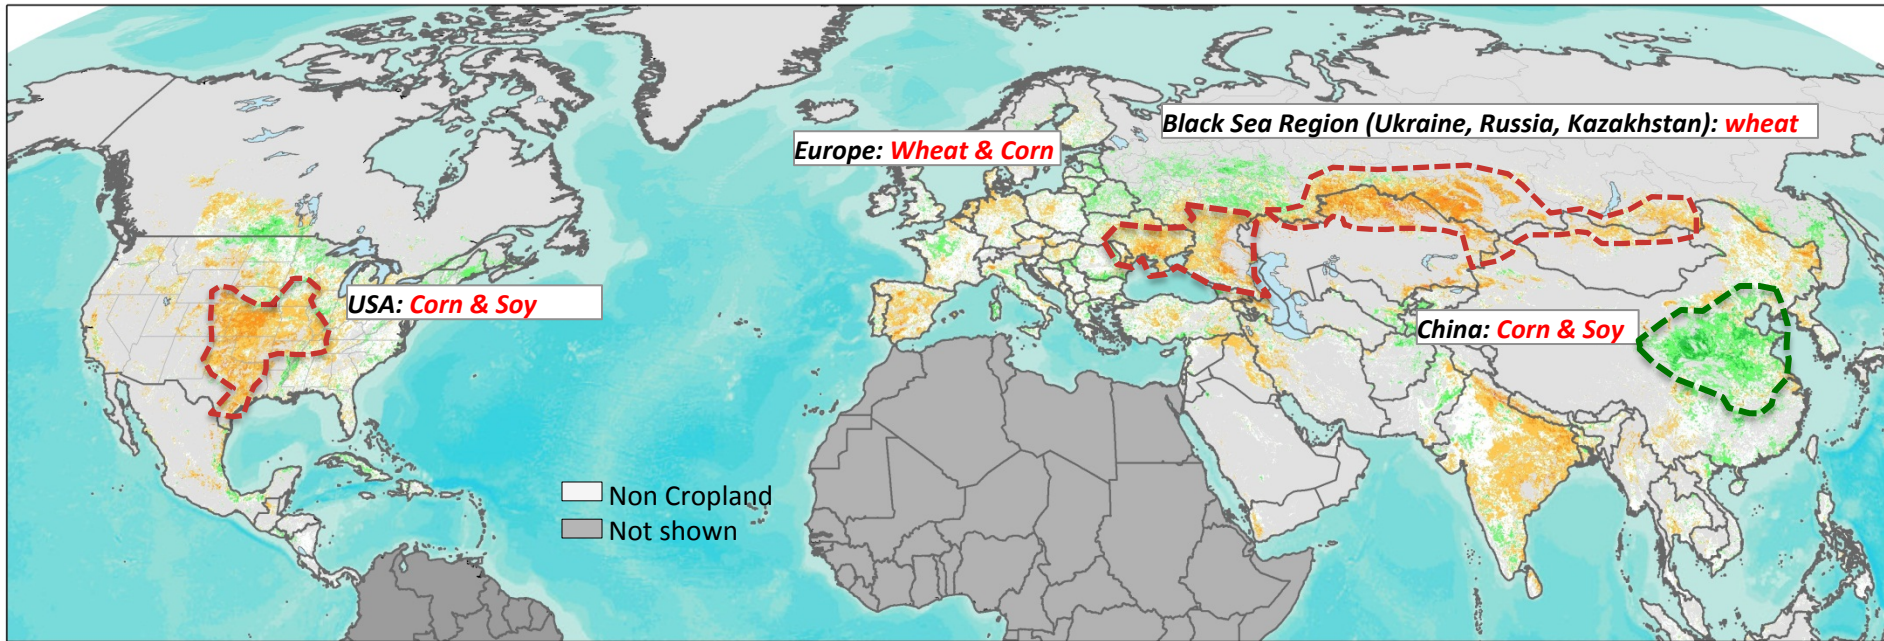 Black Sea Region (Ukraine, Russia, Kazakhstan): wheat
Europe: Wheat & Corn
USA: Corn & Soy
China: Corn & Soy
Non Cropland
Not shown